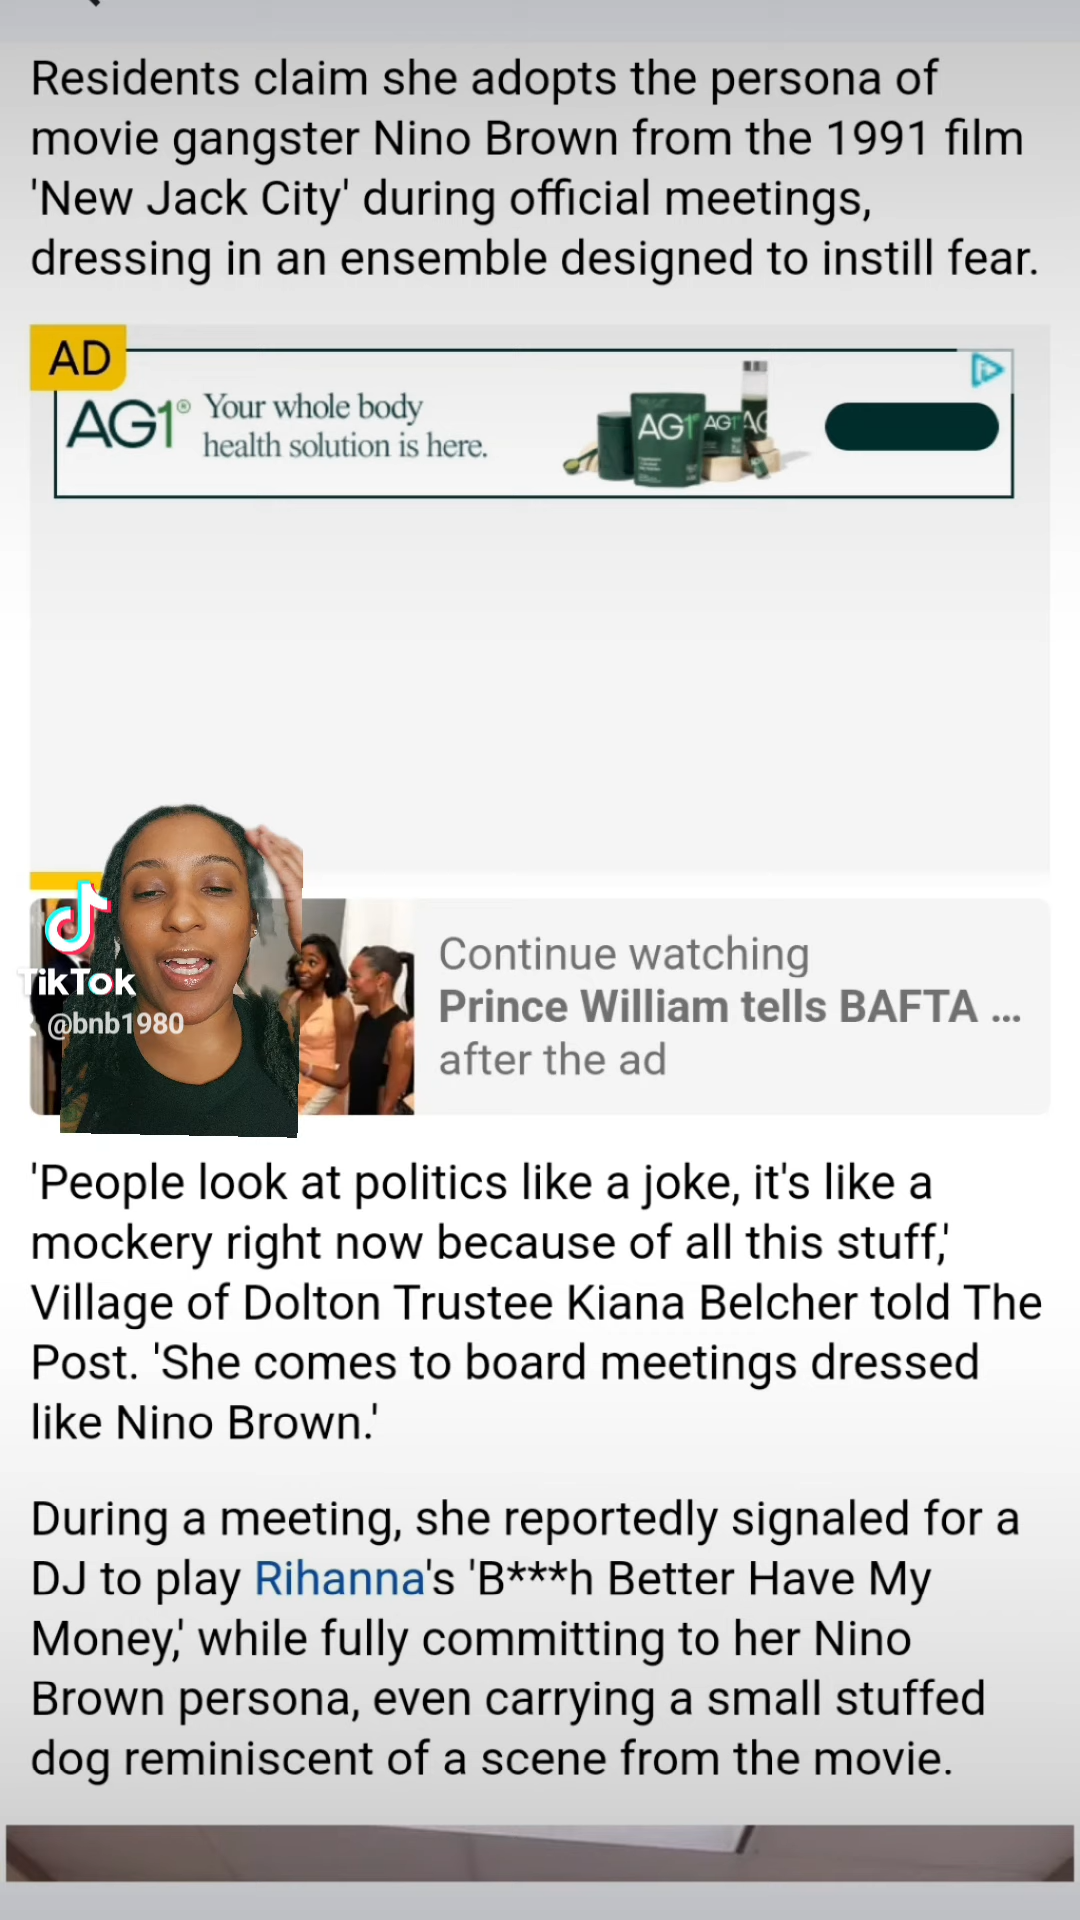 Residents claim she adopts the persona of
movie gangster Nino Brown from the 1991 film
'New Jack City' during official meetings,
dressing in an ensemble designed to instill fear.
AD
AG1® Your whole body
health solution is here.
AG1
AG1
AG
TikTok
@bnb1980
Continue watching
Prince William tells BAFTA ...
after the ad
'People look at politics like a joke, it's like a
mockery right now because of all this stuff,'
Village of Dolton Trustee Kiana Belcher told The
Post. 'She comes to board meetings dressed
like Nino Brown.'
During a meeting, she reportedly signaled for a
DJ to play Rihanna's 'B***h Better Have My
Money,' while fully committing to her Nino
Brown persona, even carrying a small stuffed
dog reminiscent of a scene from the movie.